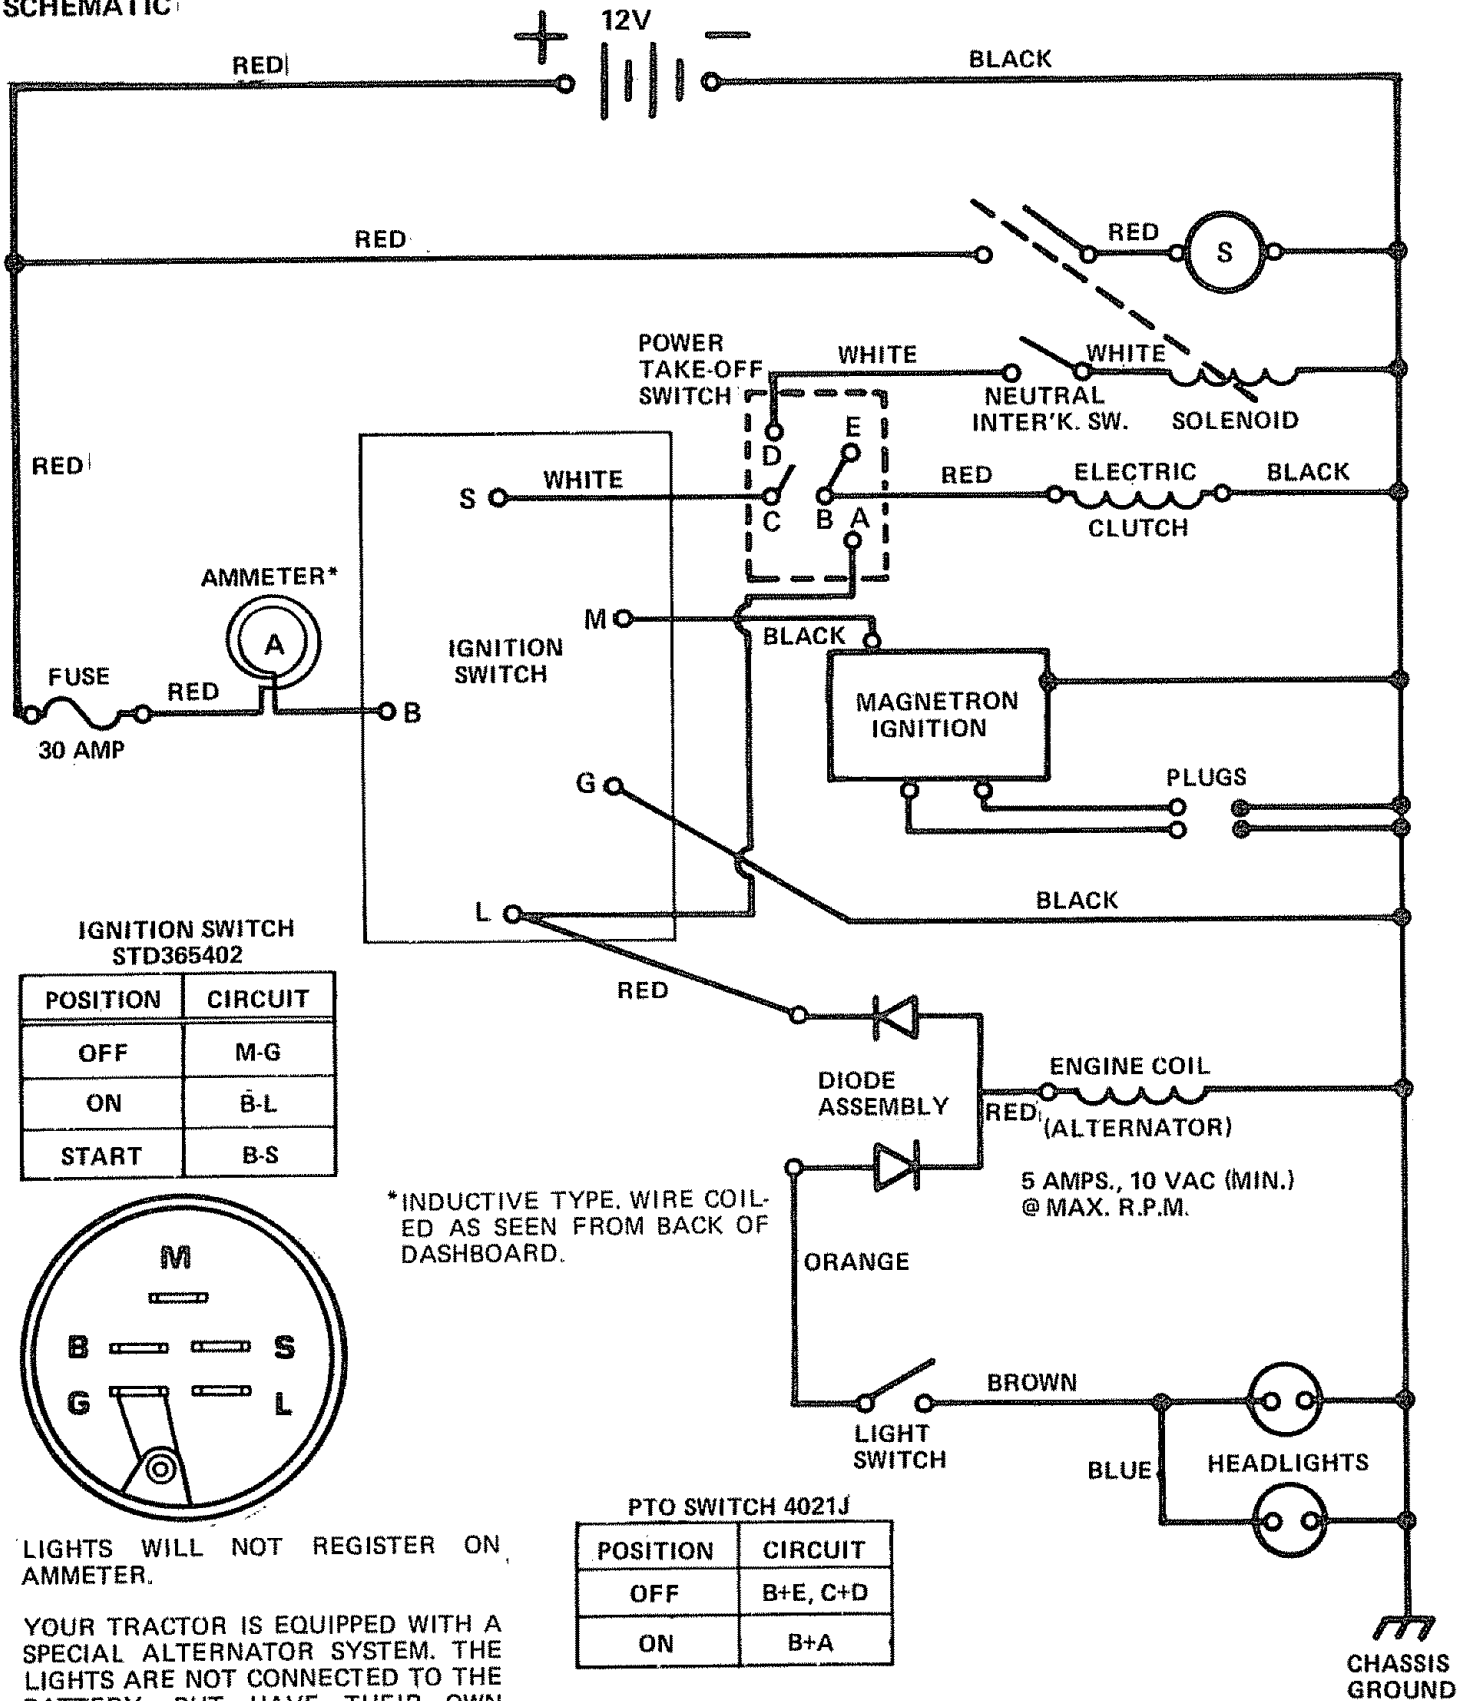 SCHEMATIC
+ 12V −
RED
BLACK
RED
RED
S
POWER
TAKE-OFF
SWITCH
WHITE
WHITE
NEUTRAL
INTER'K. SW.
SOLENOID
E
D
RED
S
WHITE
RED
ELECTRIC
CLUTCH
BLACK
C
B
A
AMMETER*
A
M
BLACK
IGNITION
SWITCH
FUSE
RED
B
30 AMP
MAGNETRON
IGNITION
G
PLUGS
L
BLACK
IGNITION SWITCH
STD365402
POSITION CIRCUIT
OFF M-G
ON B-L
START B-S
RED
DIODE
ASSEMBLY
RED
ENGINE COIL
(ALTERNATOR)
5 AMPS., 10 VAC (MIN.)
@ MAX. R.P.M.
*INDUCTIVE TYPE. WIRE COIL-
ED AS SEEN FROM BACK OF
DASHBOARD.
ORANGE
M
B
S
G
L
LIGHT
SWITCH
BROWN
BLUE
HEADLIGHTS
PTO SWITCH 4021J
POSITION CIRCUIT
OFF B+E, C+D
ON B+A
LIGHTS WILL NOT REGISTER ON
AMMETER.
YOUR TRACTOR IS EQUIPPED WITH A
SPECIAL ALTERNATOR SYSTEM. THE
LIGHTS ARE NOT CONNECTED TO THE
BATTERY, BUT HAVE THEIR OWN
CHASSIS
GROUND